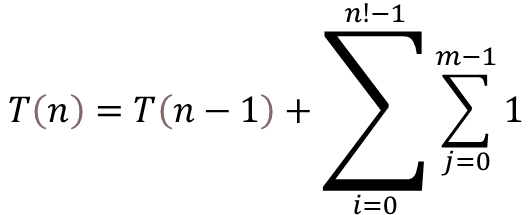 T(n) = T(n − 1) + ∑_{i=0}^{n!−1} ∑_{j=0}^{m−1} 1